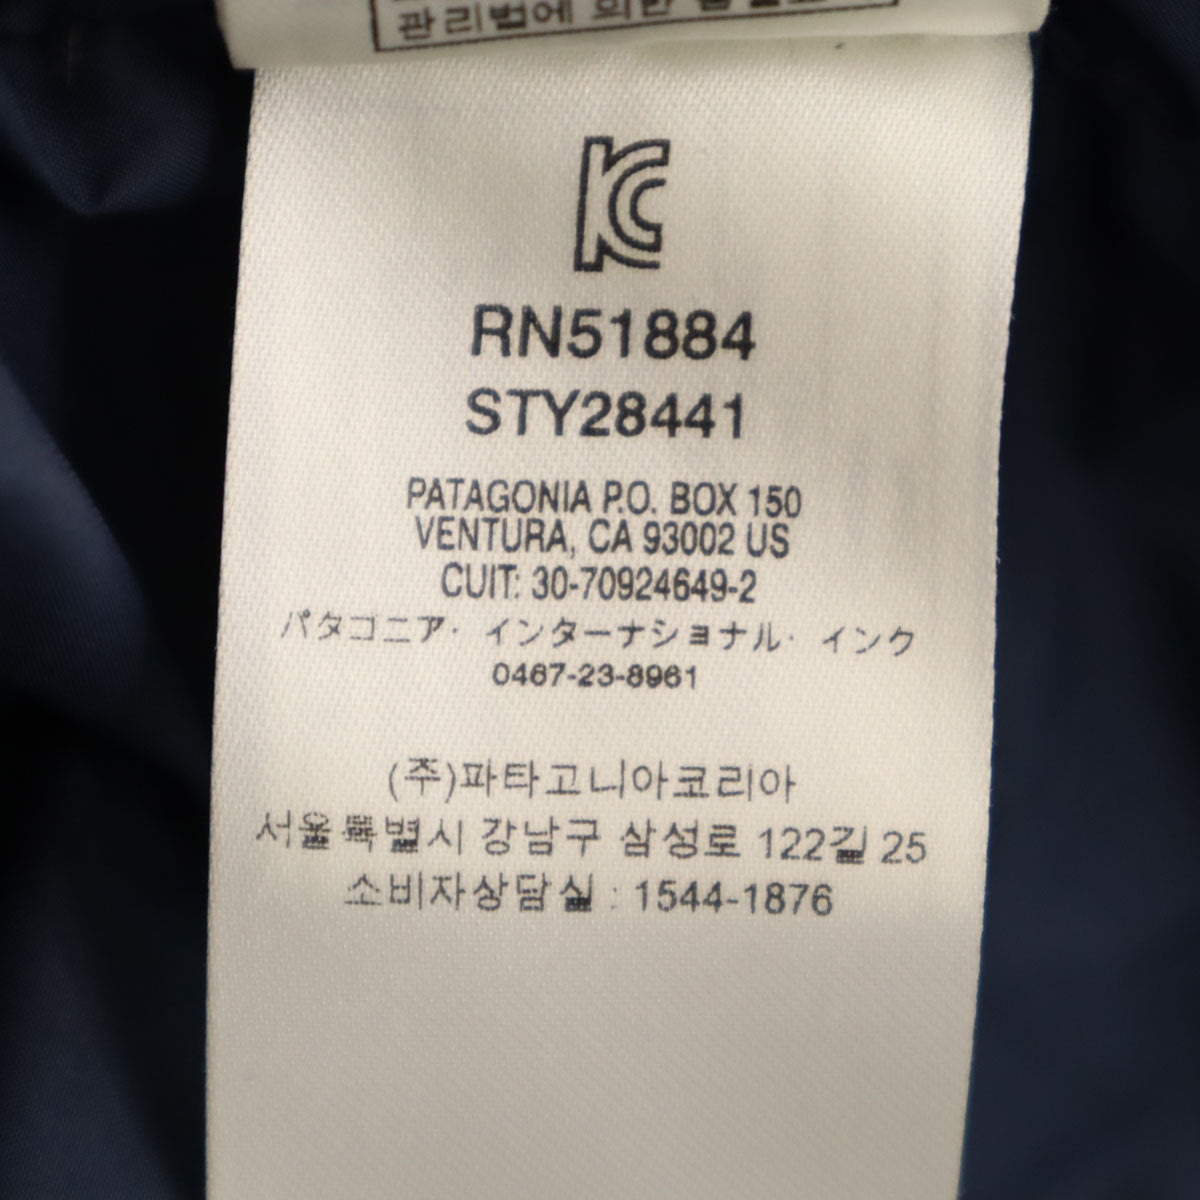 관리법에 의한
KC
RN51884
STY28441
PATAGONIA P.O. BOX 150
VENTURA, CA 93002 US
CUIT: 30-70924649-2
パタゴニア・インターナショナル・インク
0467-23-8961
(주)파타고니아코리아
서울특별시 강남구 삼성로 122길 25
소비자상담실 : 1544-1876